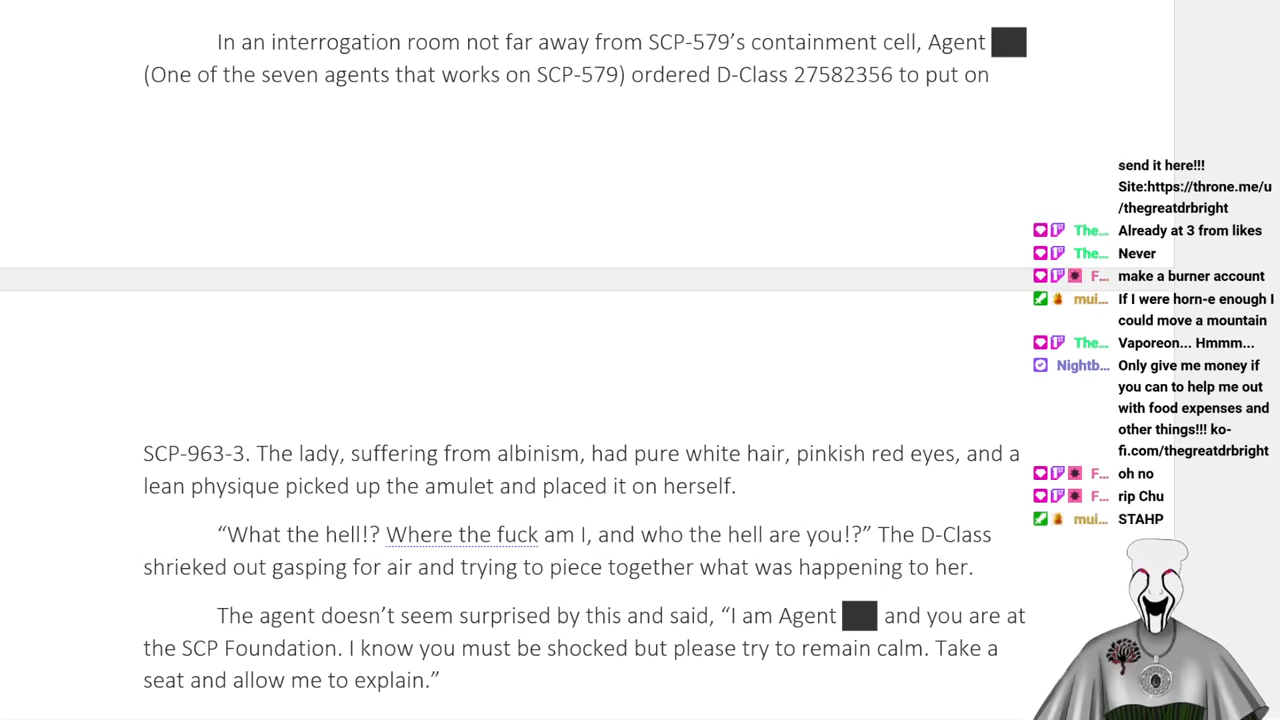 In an interrogation room not far away from SCP-579’s containment cell, Agent
(One of the seven agents that works on SCP-579) ordered D-Class 27582356 to put on
SCP-963-3. The lady, suffering from albinism, had pure white hair, pinkish red eyes, and a
lean physique picked up the amulet and placed it on herself.
“What the hell!? Where the fuck am I, and who the hell are you!?” The D-Class
shrieked out gasping for air and trying to piece together what was happening to her.
The agent doesn’t seem surprised by this and said, “I am Agent and you are at
the SCP Foundation. I know you must be shocked but please try to remain calm. Take a
seat and allow me to explain.”
send it here!!!
Site:https://throne.me/u
/thegreatdrbright
The... Already at 3 from likes
The... Never
F... make a burner account
mui... If I were horn-e enough I
could move a mountain
The... Vaporeon... Hmmm...
Nightb... Only give me money if
you can to help me out
with food expenses and
other things!!! ko-
fi.com/thegreatdrbright
F... oh no
F... rip Chu
mui... STAHP